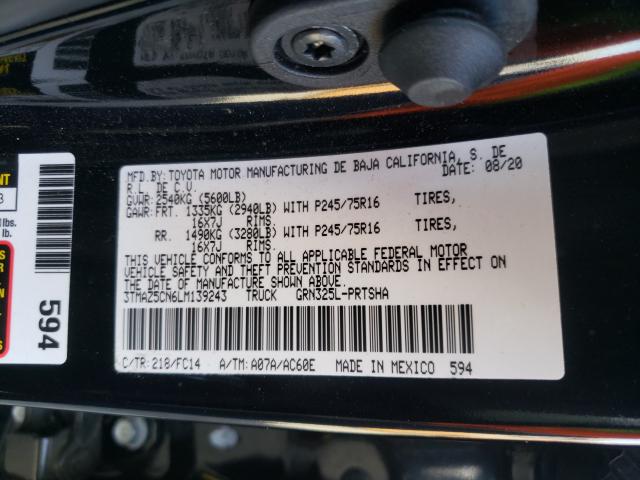 MFD.BY: TOYOTA MOTOR MANUFACTURING DE BAJA CALIFORNIA, S. DE
R.L. DE C.V. DATE: 08/20
GVWR: 2540KG (5600LB)
GAWR: FRT. 1335KG (2940LB) WITH P245/75R16 TIRES,
16X7J RIMS.
RR. 1490KG (3280LB) WITH P245/75R16 TIRES,
16X7J RIMS.
THIS VEHICLE CONFORMS TO ALL APPLICABLE FEDERAL MOTOR
VEHICLE SAFETY AND THEFT PREVENTION STANDARDS IN EFFECT ON
THE DATE OF MANUFACTURE SHOWN ABOVE.
3TMAZ5CN6LM139243 TRUCK GRN325L-PRTSHA
C/TR: 218/FC14 A/TM: A07A/AC60E MADE IN MEXICO 594
594
lbs.
lb.